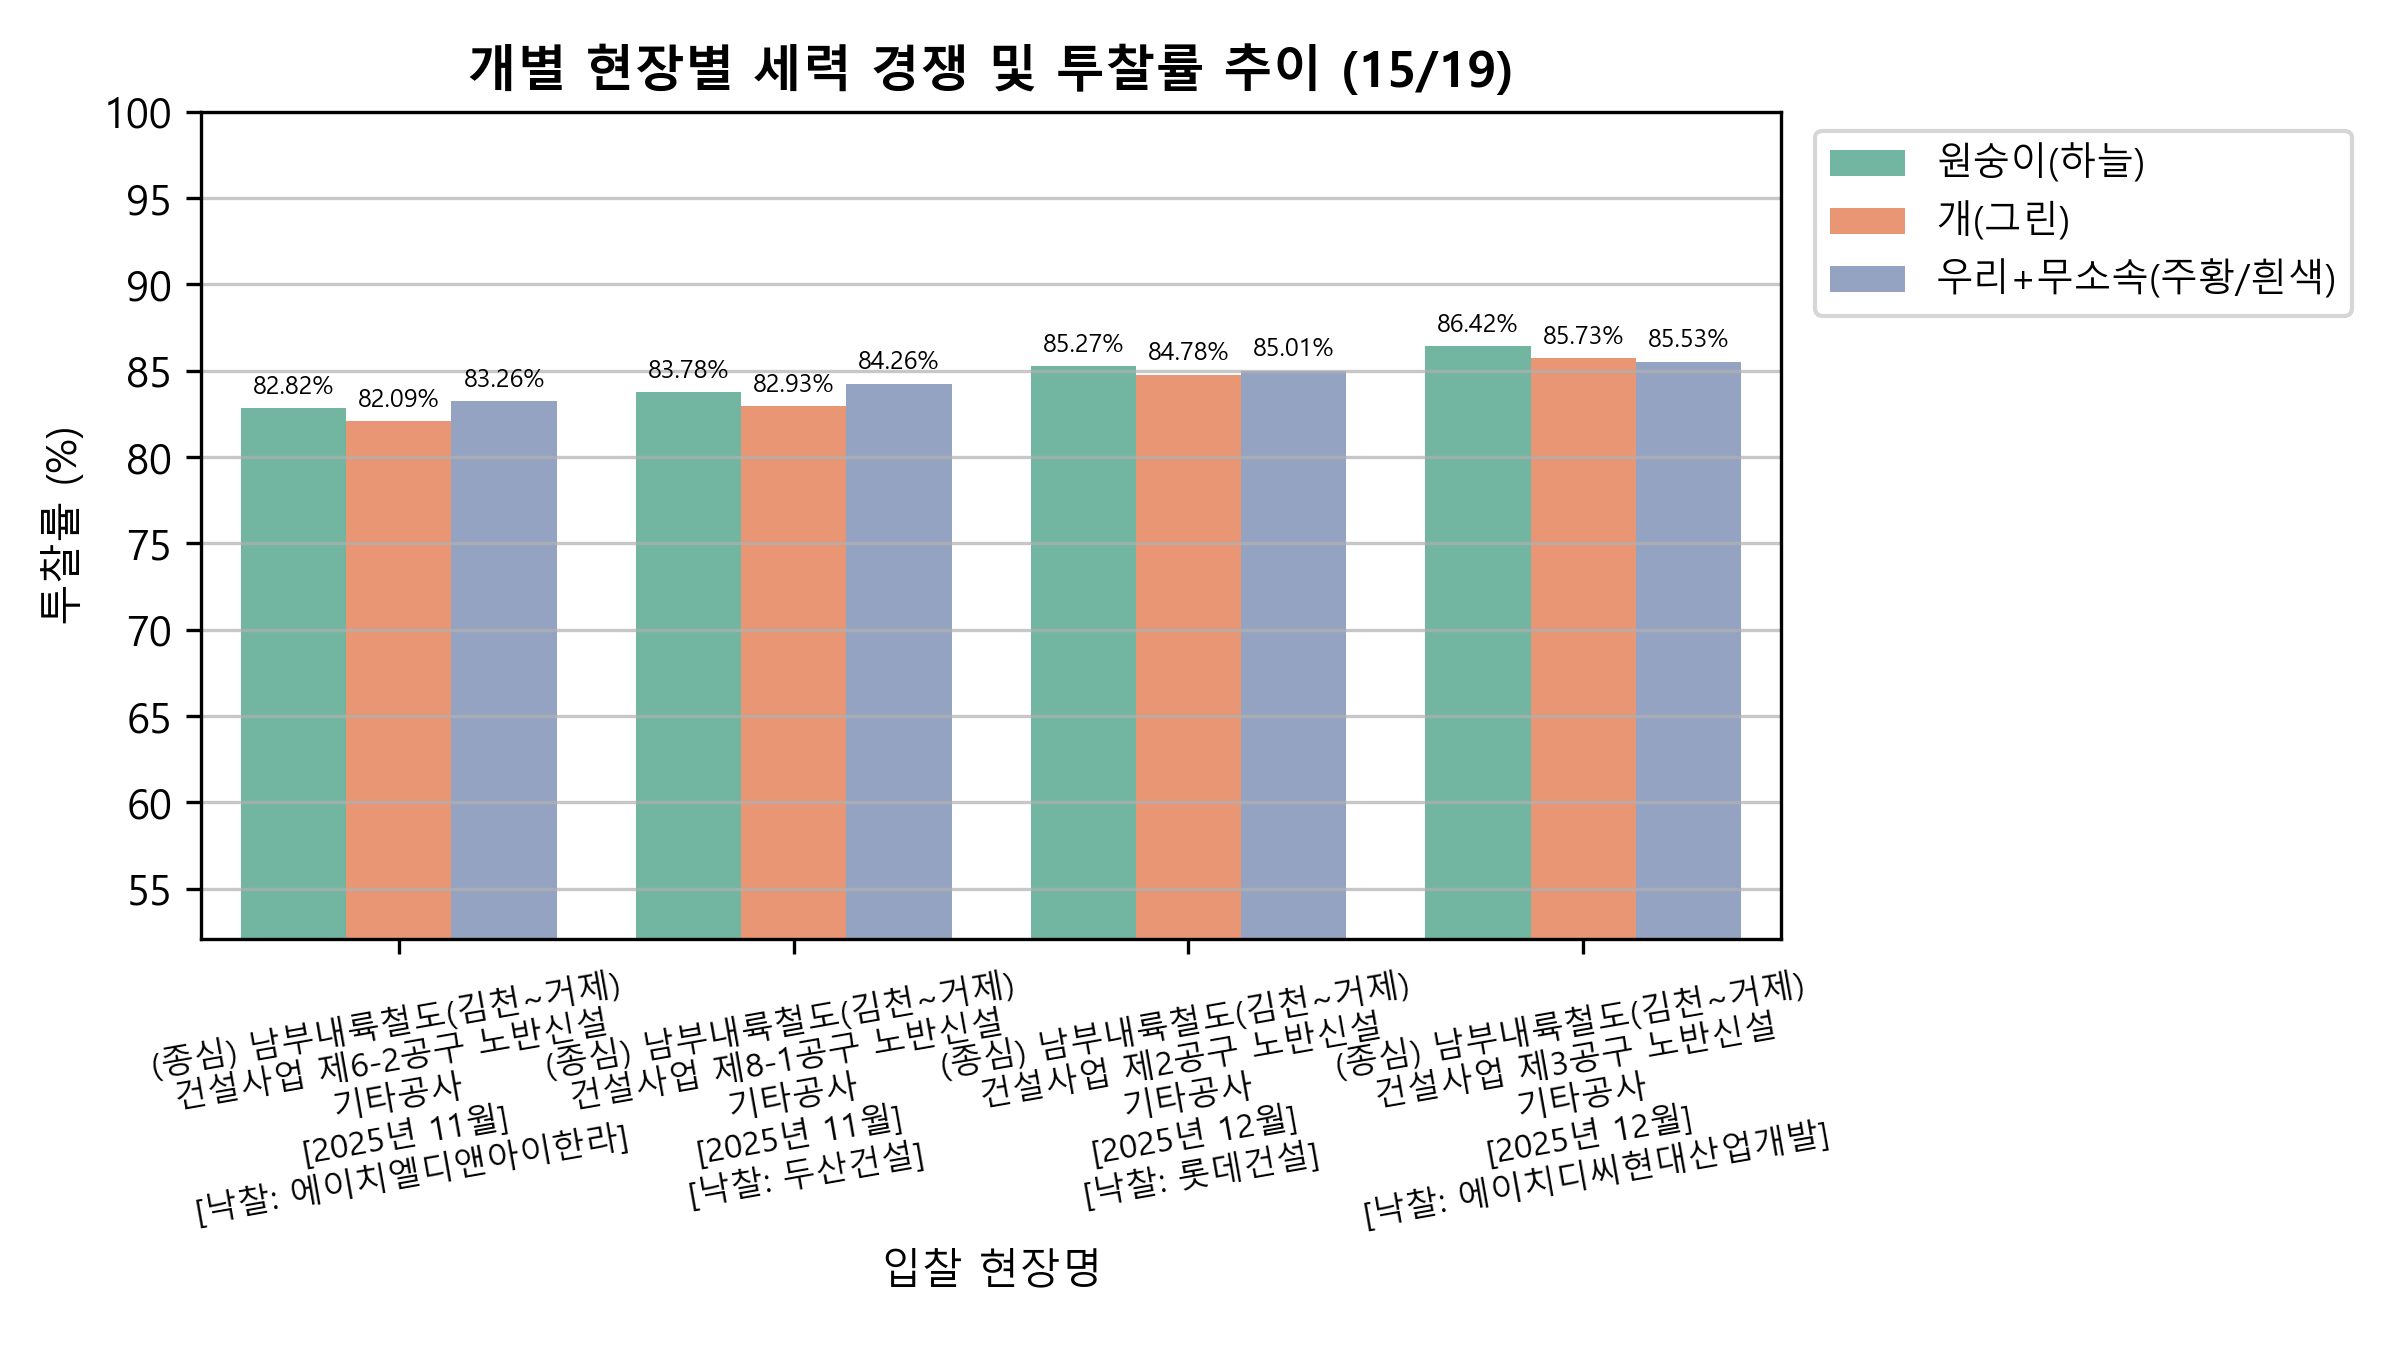 개별 현장별 세력 경쟁 및 투찰률 추이 (15/19)
원숭이(하늘)
개(그린)
우리+무소속(주황/흰색)
투찰률 (%)
100
95
90
85
80
75
70
65
60
55
82.82%
82.09%
83.26%
83.78%
82.93%
84.26%
85.27%
84.78%
85.01%
86.42%
85.73%
85.53%
(종심) 남부내륙철도(김천~거제)
건설사업 제6-2공구 노반신설
기타공사
[2025년 11월]
[낙찰: 에이치엘디앤아이한라]
(종심) 남부내륙철도(김천~거제)
건설사업 제8-1공구 노반신설
기타공사
[2025년 11월]
[낙찰: 두산건설]
(종심) 남부내륙철도(김천~거제)
건설사업 제2공구 노반신설
기타공사
[2025년 12월]
[낙찰: 롯데건설]
(종심) 남부내륙철도(김천~거제)
건설사업 제3공구 노반신설
기타공사
[2025년 12월]
[낙찰: 에이치디씨현대산업개발]
입찰 현장명